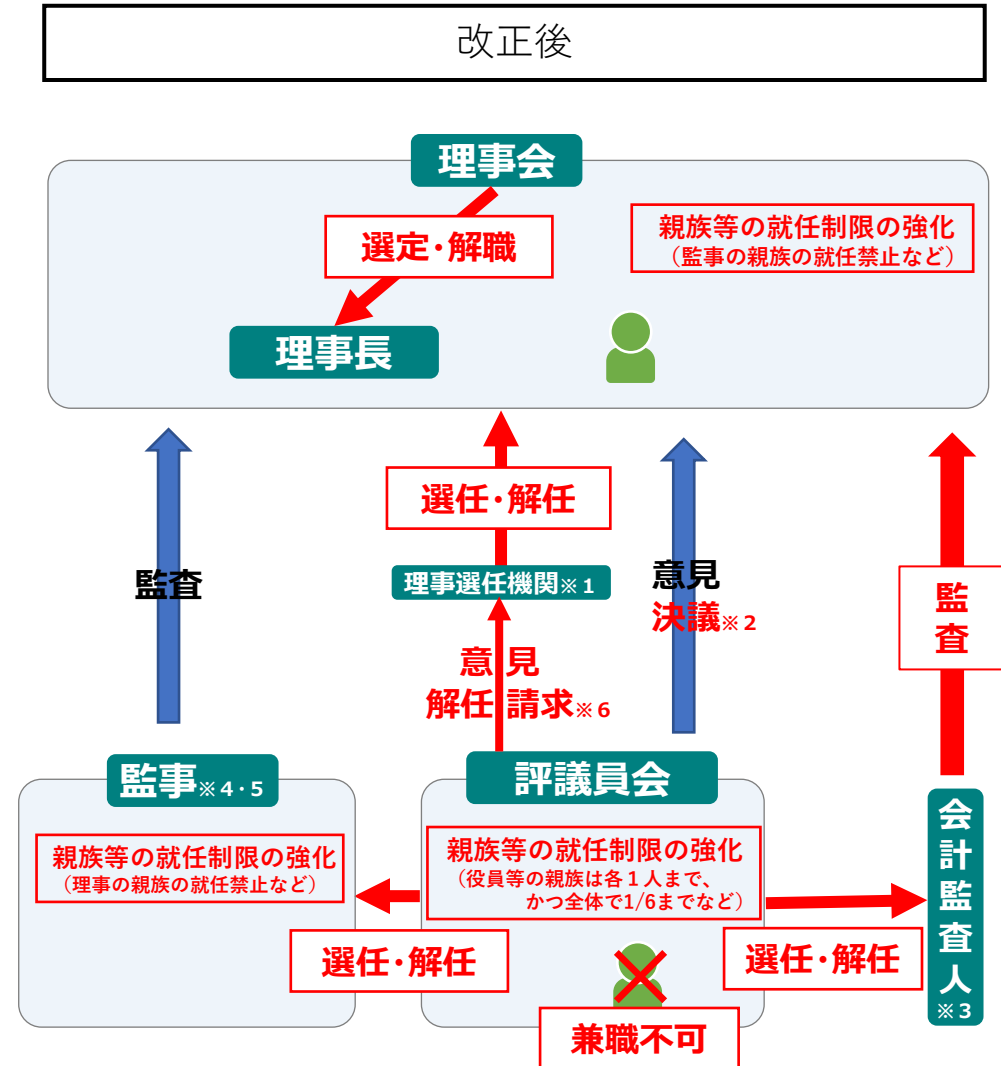 改正後
理事会
選定・解職
親族等の就任制限の強化
（監事の親族の就任禁止など）
理事長
選任・解任
監査
理事選任機関※1
意見
決議※2
監
査
意見
解任請求※6
監事※4・5
評議員会
親族等の就任制限の強化
（理事の親族の就任禁止など）
親族等の就任制限の強化
（役員等の親族は各１人まで、
かつ全体で1/6までなど）
会
計
監
査
人
※3
選任・解任
選任・解任
兼職不可